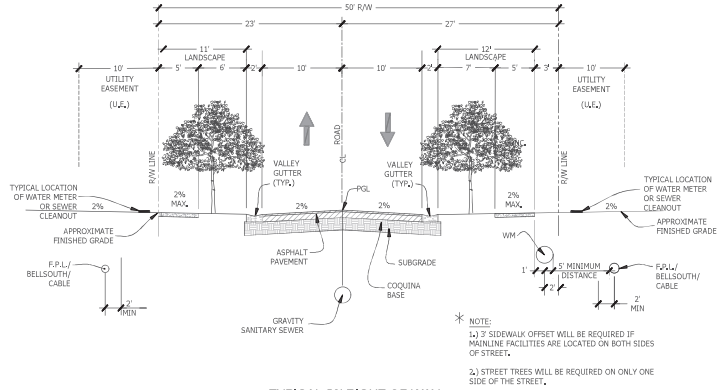 50' R/W
23'
27'
11'
LANDSCAPE
12'
LANDSCAPE
10'
5'
6'
2'
10'
10'
2'
7'
5'
3'
10'
UTILITY
EASEMENT
(U.E.)
UTILITY
EASEMENT
(U.E.)
R/W LINE
CL ROAD
R/W LINE
VALLEY
GUTTER
(TYP.)
VALLEY
GUTTER
(TYP.)
PGL
TYPICAL LOCATION
OF WATER METER
OR SEWER
CLEANOUT
2%
2%
MAX.
2%
2%
2%
MAX.
2%
TYPICAL LOCATION
OF WATER METER
OR SEWER
CLEANOUT
APPROXIMATE
FINISHED GRADE
APPROXIMATE
FINISHED GRADE
ASPHALT
PAVEMENT
SUBGRADE
COQUINA
BASE
WM
F.P.L./
BELLSOUTH/
CABLE
2'
MIN
1'
5' MINIMUM
DISTANCE
2'
F.P.L./
BELLSOUTH/
CABLE
2'
MIN
GRAVITY
SANITARY SEWER
* NOTE:
1.) 3' SIDEWALK OFFSET WILL BE REQUIRED IF
MAINLINE FACILITIES ARE LOCATED ON BOTH SIDES
OF STREET.
2.) STREET TREES WILL BE REQUIRED ON ONLY ONE
SIDE OF THE STREET.